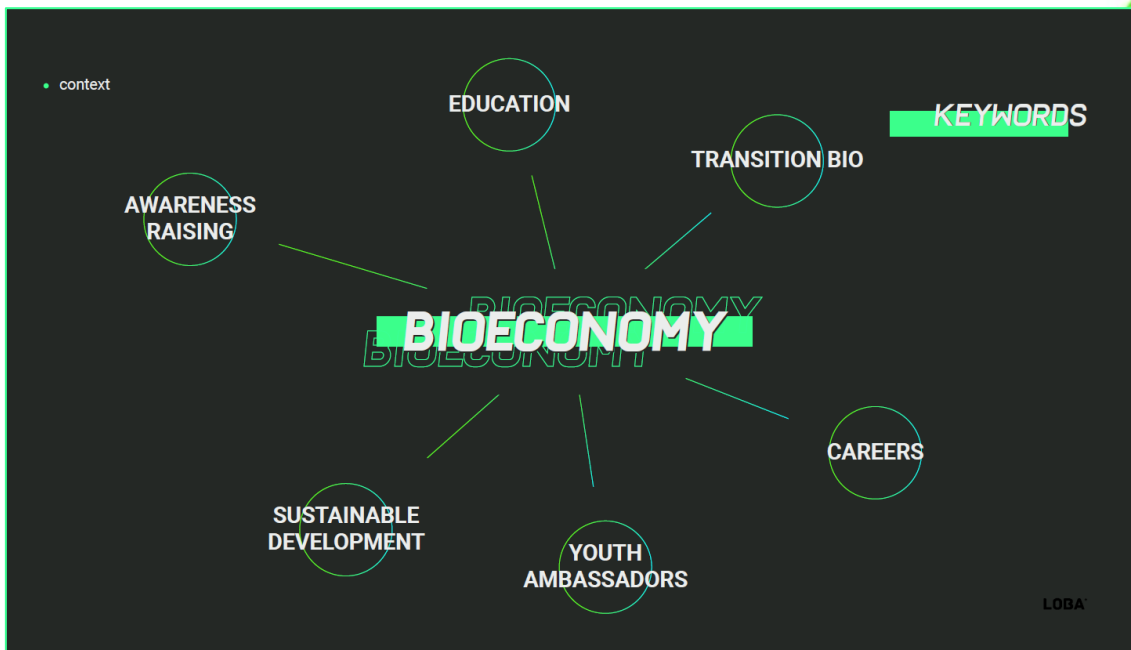 context
KEYWORDS
EDUCATION
TRANSITION BIO
AWARENESS
RAISING
BIOECONOMY
BIOECONOMY
BIOECONOMY
CAREERS
SUSTAINABLE
DEVELOPMENT
YOUTH
AMBASSADORS
LOBA